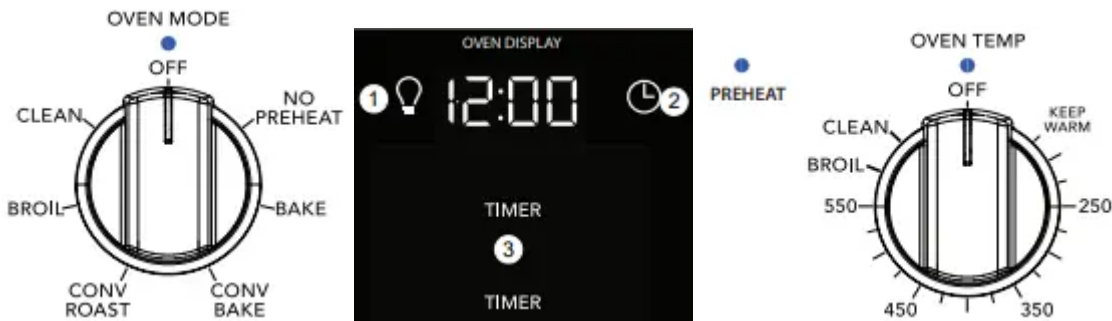 OVEN MODE
OFF
CLEAN
NO
PREHEAT
BROIL
BAKE
CONV
ROAST
CONV
BAKE
OVEN DISPLAY
1
12:00
2
TIMER
3
TIMER
PREHEAT
OVEN TEMP
OFF
CLEAN
KEEP
WARM
BROIL
550
250
450
350